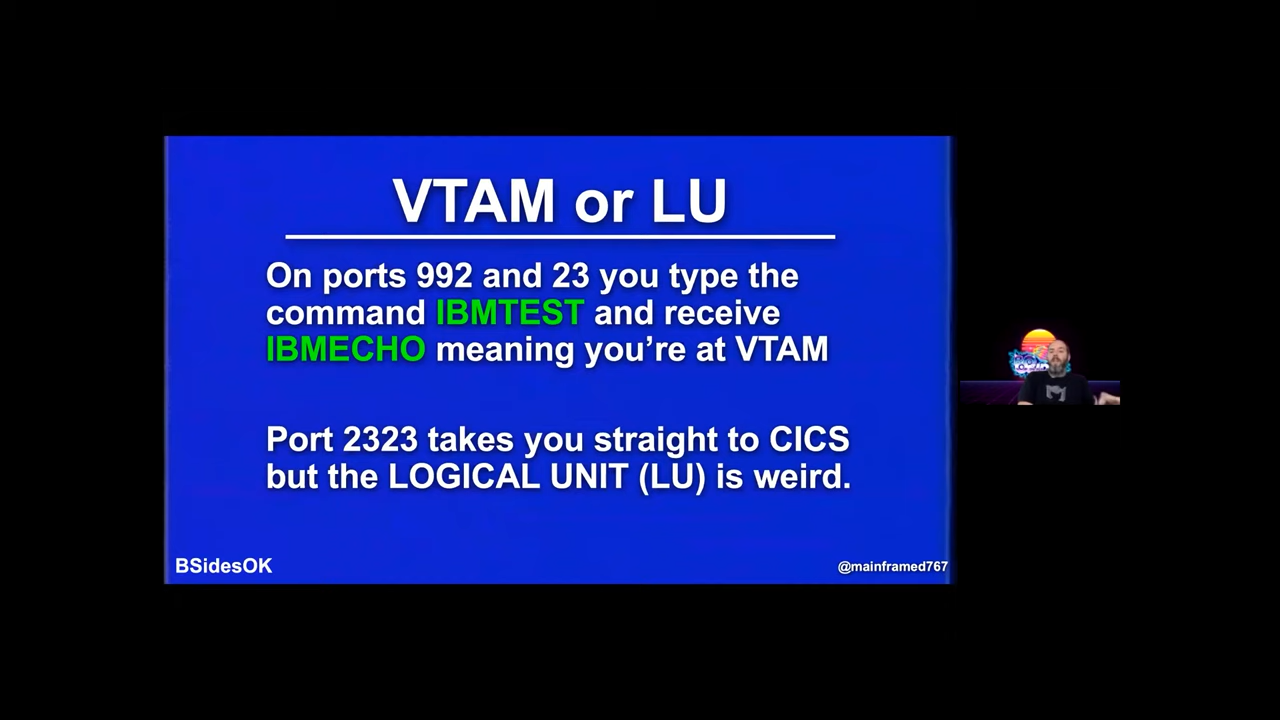 VTAM or LU
On ports 992 and 23 you type the
command IBMTEST and receive
IBMECHO meaning you're at VTAM
Port 2323 takes you straight to CICS
but the LOGICAL UNIT (LU) is weird.
BSidesOK
@mainframed767